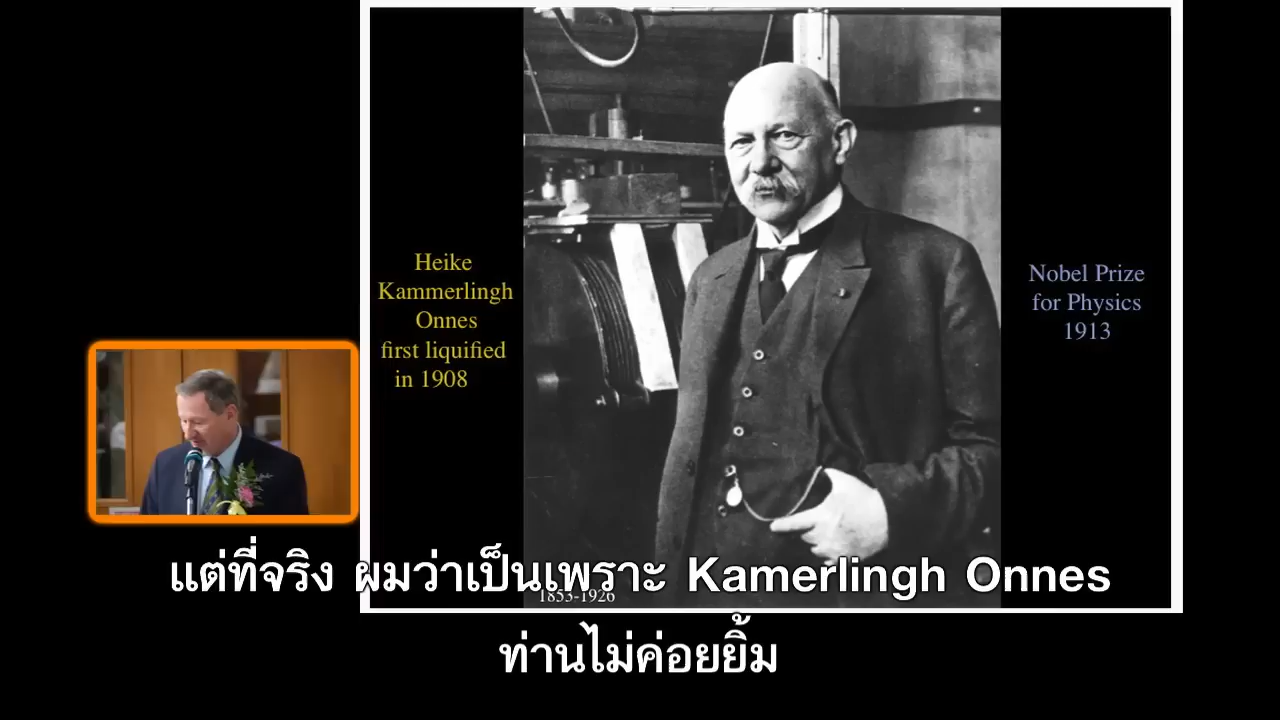 Heike
Kammerlingh
Onnes
first liquified
in 1908
Nobel Prize
for Physics
1913
1853-1926
แต่ที่จริง ผมว่าเป็นเพราะ Kamerlingh Onnes
ท่านไม่ค่อยยิ้ม